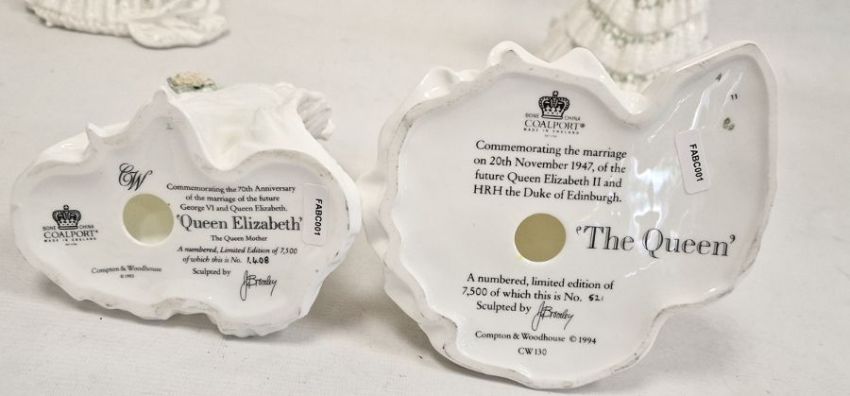 CW
Commemorating the 70th Anniversary
of the marriage of the future
George VI and Queen Elizabeth.
'Queen Elizabeth'
The Queen Mother
A numbered, Limited Edition of 7,500
of which this is No. 1,408
Sculpted by J Bromley
BONE CHINA
COALPORT
MADE IN ENGLAND
Compton & Woodhouse
FABC001
BONE CHINA
COALPORT®
MADE IN ENGLAND
Commemorating the marriage
on 20th November 1947, of the
future Queen Elizabeth II and
HRH the Duke of Edinburgh.
'The Queen'
A numbered, limited edition of
7,500 of which this is No. 521
Sculpted by J Bromley
Compton & Woodhouse © 1994
CW130
FABC001
11